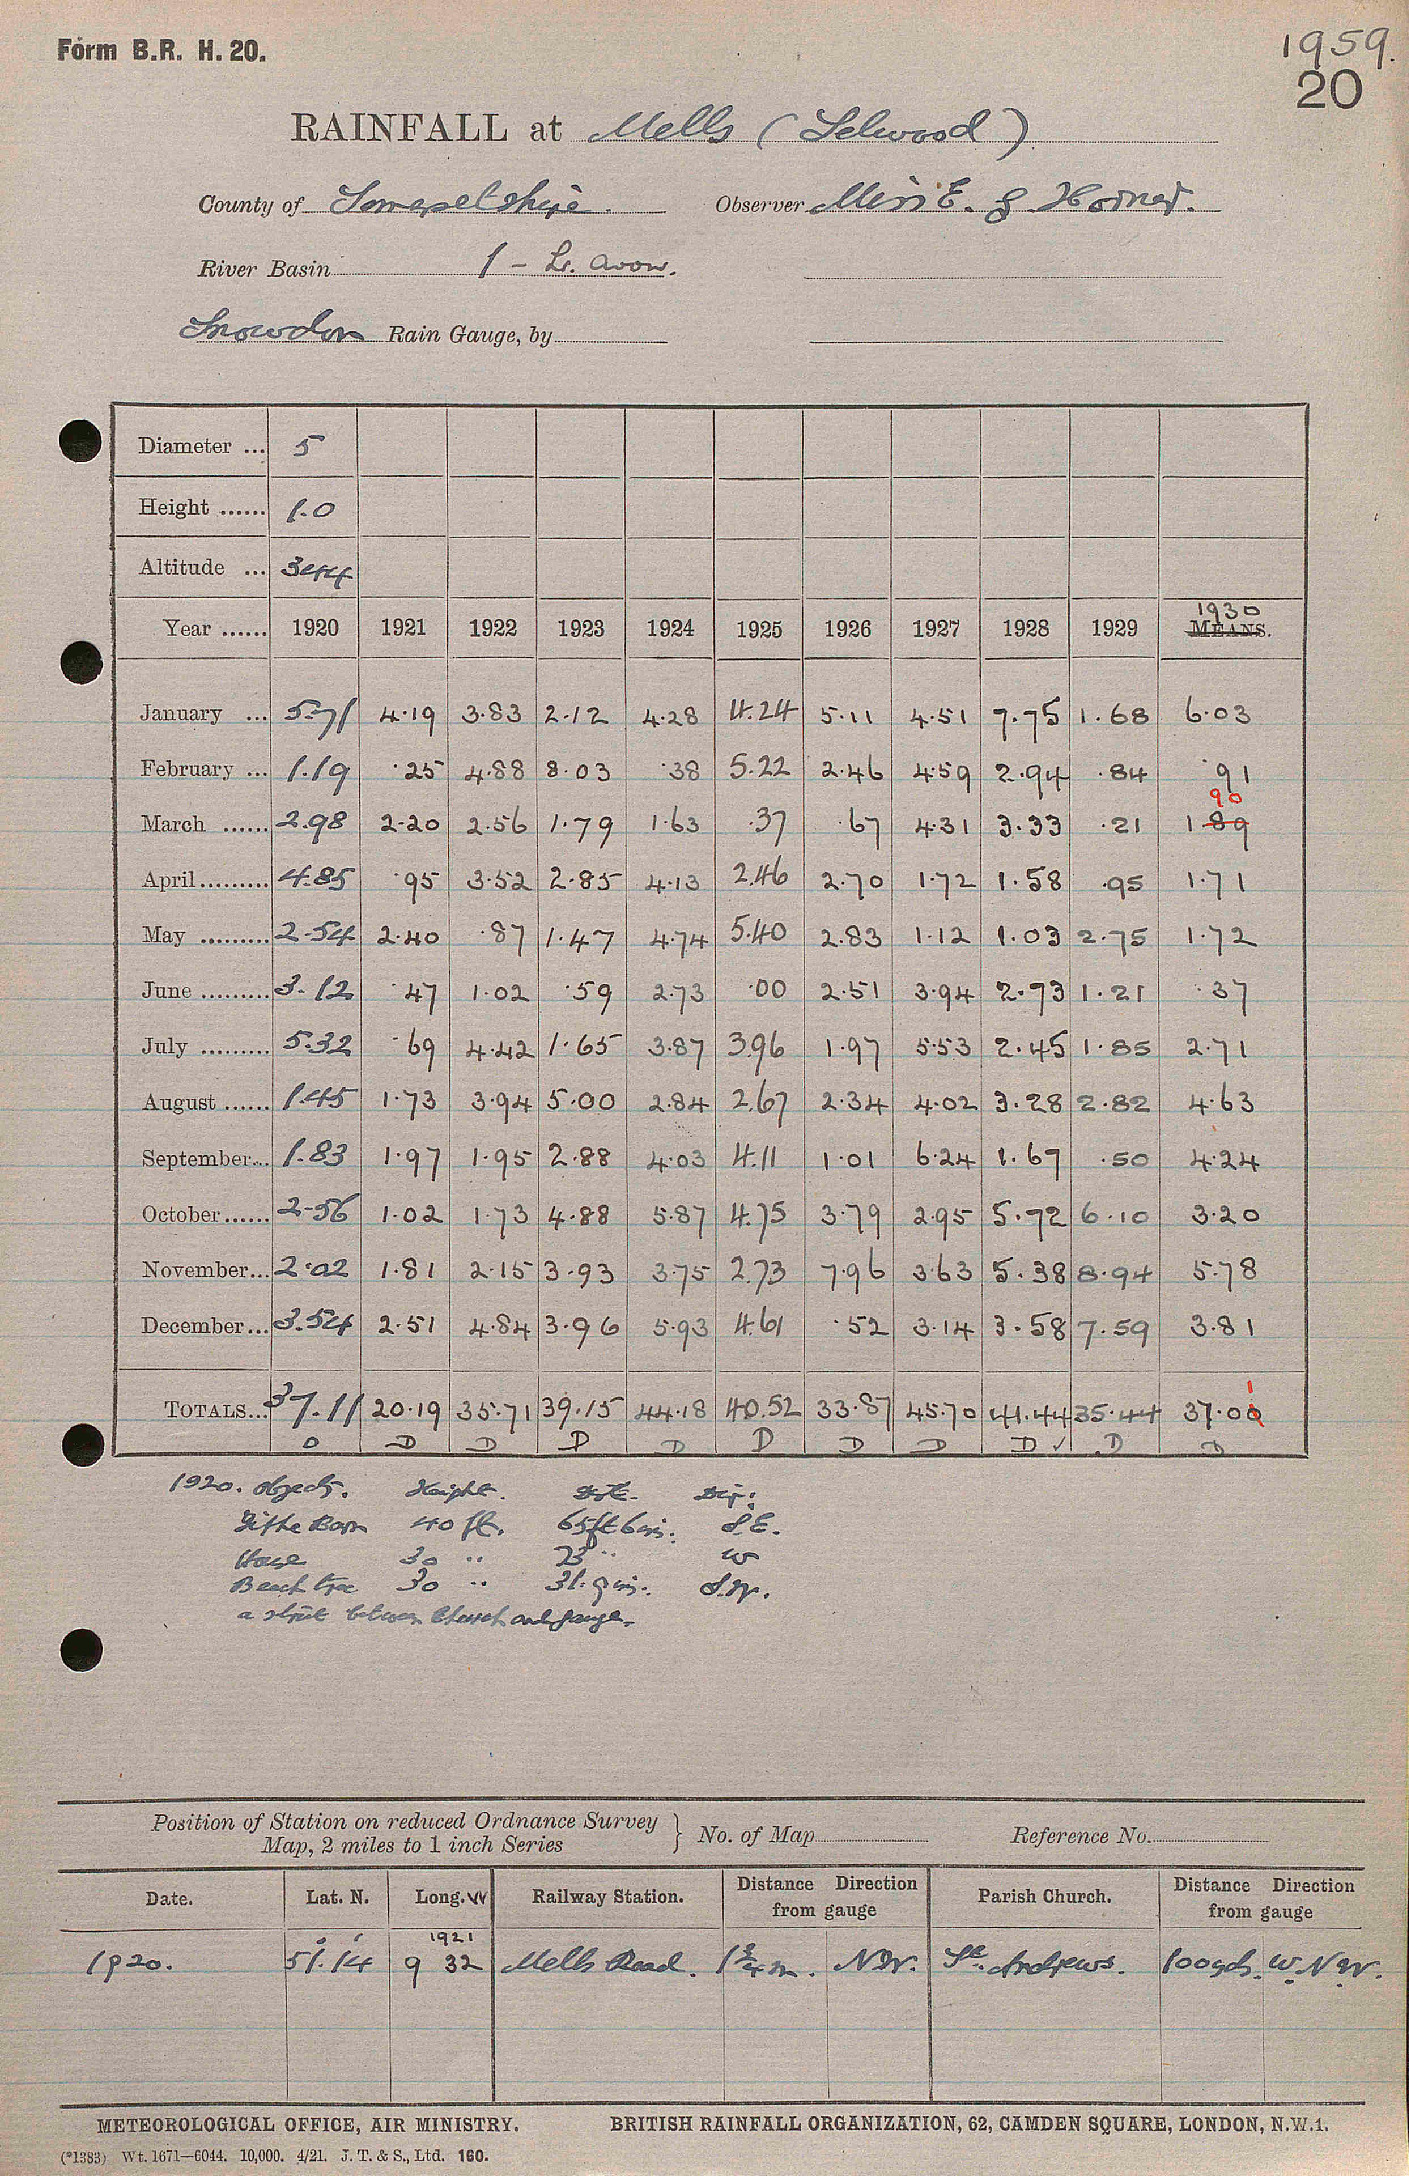 Form B.R. H. 20.
1959.
20
RAINFALL at Mells (Selwood)
County of Somersetshire. Observer Miss E. G Horner.
River Basin 1 - Lr. Avon.
Snowdon Rain Gauge, by
Diameter ... 5
Height ...... 1.0
Altitude ... 344
1930
Year ...... 1920 1921 1922 1923 1924 1925 1926 1927 1928 1929 MEANS.
January ... 5.71 4.19 3.83 2.12 4.28 4.24 5.11 4.51 7.75 1.68 6.03
February ... 1.19 .25 4.88 8.03 .38 5.22 2.46 4.59 2.94 .84 .91
90
March ...... 2.98 2.20 2.56 1.79 1.63 .37 .67 4.31 3.33 .21 1 89
April ......... 4.85 .95 3.52 2.85 4.13 2.46 2.70 1.72 1.58 .95 1.71
May ......... 2.54 2.40 .87 1.47 4.74 5.40 2.83 1.12 1.03 2.75 1.72
June ......... 3.12 .47 1.02 .59 2.73 .00 2.51 3.94 2.73 1.21 .37
July ......... 5.32 .69 4.42 1.65 3.87 3.96 1.97 5.53 2.45 1.85 2.71
August ...... 1.45 1.73 3.94 5.00 2.84 2.67 2.34 4.02 3.28 2.82 4.63
September... 1.83 1.97 1.95 2.88 4.03 4.11 1.01 6.24 1.67 .50 4.24
October ...... 2.56 1.02 1.73 4.88 5.87 4.75 3.79 2.95 5.72 6.10 3.20
November... 2.02 1.81 2.15 3.93 3.75 2.73 7.96 3.63 5.38 8.94 5.78
December ... 3.54 2.51 4.84 3.96 5.93 4.61 .52 3.14 3.58 7.59 3.81
1
TOTALS... 37.11 20.19 35.71 39.15 44.18 40.52 33.87 45.70 41.44 35.44 37.00
D D D D D D D D D ✓ D D
1920. Objects. Height. Dist. Dir:
Tithe Barn 40 ft. 65ft 6ins. S.E.
House 30 " 23 " W
Beech tree 30 " 31. 9 ins. S.W.
a street between Church and gauge.
Position of Station on reduced Ordnance Survey
Map, 2 miles to 1 inch Series } No. of Map Reference No.
Date. Lat. N. Long. W Railway Station. Distance Direction from gauge Parish Church. Distance Direction from gauge
1921
1920. 51°.14' 9 32 Mells Road. 1 3/4 m. NW. St. Andrews. 100yds. W.NW.
METEOROLOGICAL OFFICE, AIR MINISTRY. BRITISH RAINFALL ORGANIZATION, 62, CAMDEN SQUARE, LONDON, N.W.1.
(*1383) Wt. 1671—6044. 10,000. 4/21. J. T. & S., Ltd. 160.